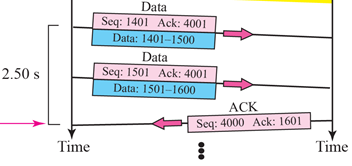 Data
Seq: 1401 Ack: 4001
Data: 1401–1500
Data
Seq: 1501 Ack: 4001
2.50 s
Data: 1501–1600
ACK
Seq: 4000 Ack: 1601
Time
Time